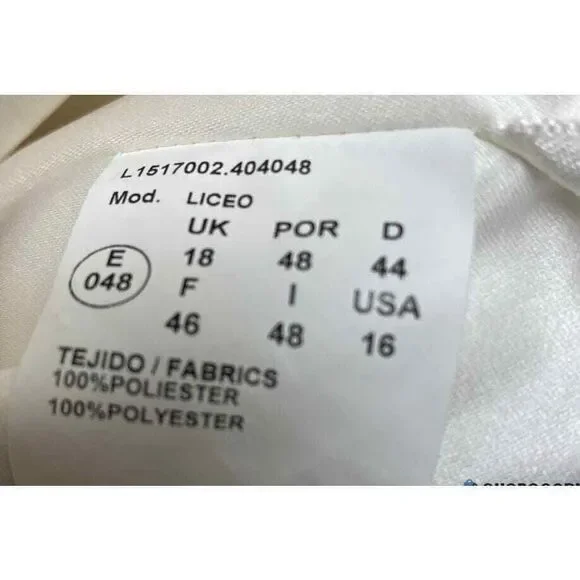 L1517002.404048
Mod. LICEO
UK POR D
E 18 48 44
048 F I USA
46 48 16
TEJIDO / FABRICS
100%POLIESTER
100%POLYESTER